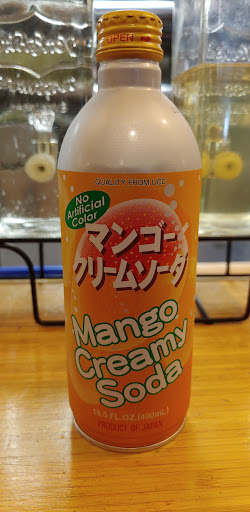 OPEN
QUALITY FROM UCC
No
Artificial
Color
マンゴー
クリームソーダ
Mango
Creamy
Soda
16.5 FL.OZ.(490mL)
PRODUCT OF JAPAN